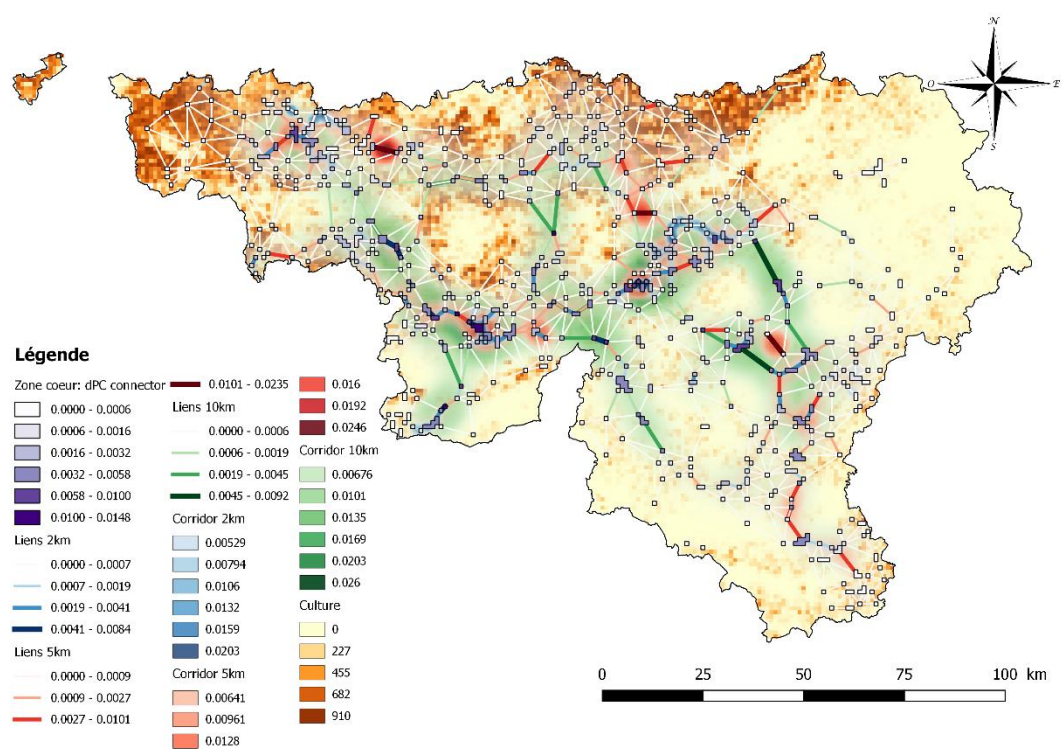 N
O
E
S
Légende
Zone coeur: dPC connector
0.0000 - 0.0006
0.0006 - 0.0016
0.0016 - 0.0032
0.0032 - 0.0058
0.0058 - 0.0100
0.0100 - 0.0148
Liens 2km
0.0000 - 0.0007
0.0007 - 0.0019
0.0019 - 0.0041
0.0041 - 0.0084
Liens 5km
0.0000 - 0.0009
0.0009 - 0.0027
0.0027 - 0.0101
0.0101 - 0.0235
Liens 10km
0.0000 - 0.0006
0.0006 - 0.0019
0.0019 - 0.0045
0.0045 - 0.0092
Corridor 2km
0.00529
0.00794
0.0106
0.0132
0.0159
0.0203
Corridor 5km
0.00641
0.00961
0.0128
0.016
0.0192
0.0246
Corridor 10km
0.00676
0.0101
0.0135
0.0169
0.0203
0.026
Culture
0
227
455
682
910
0 25 50 75 100 km